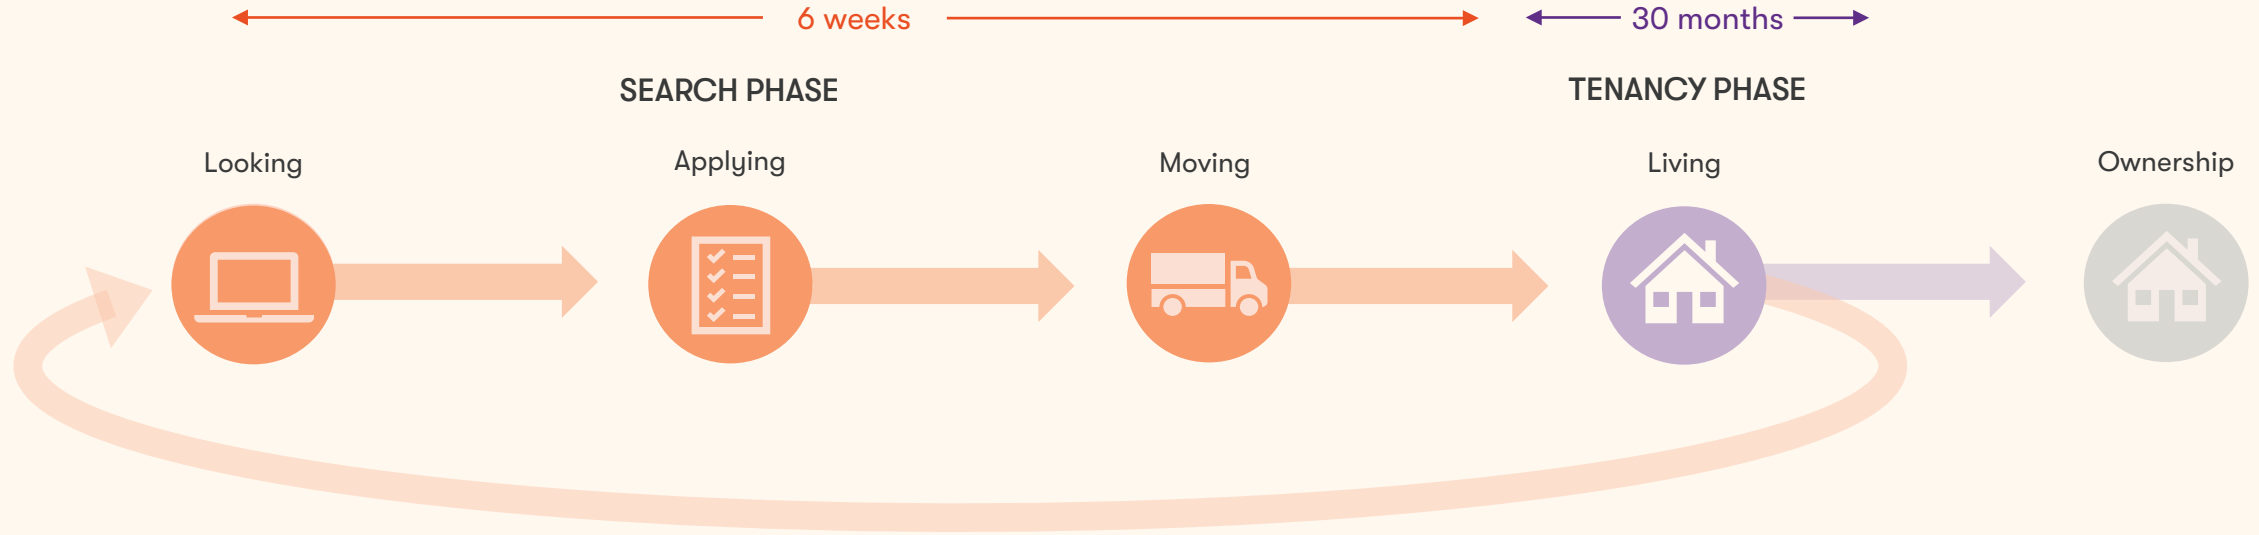 6 weeks
30 months
SEARCH PHASE
TENANCY PHASE
Looking
Applying
Moving
Living
Ownership